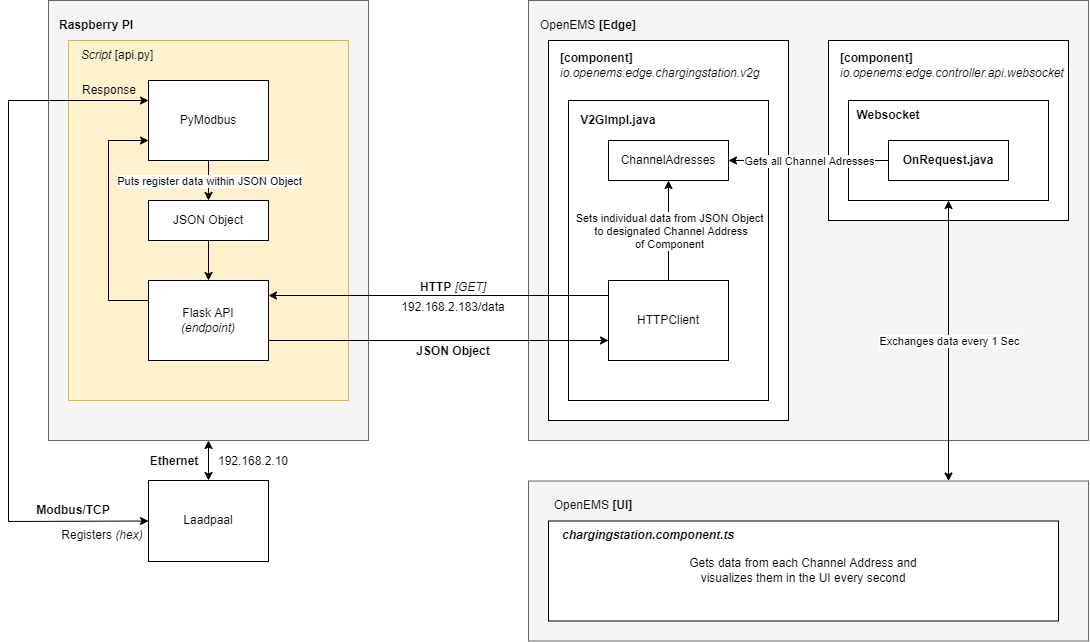 Raspberry PI
Script [api.py]
Response
PyModbus
Puts register data within JSON Object
JSON Object
Flask API
(endpoint)
Ethernet
192.168.2.10
Modbus/TCP
Registers (hex)
Laadpaal
HTTP [GET]
192.168.2.183/data
JSON Object
OpenEMS [Edge]
[component]
io.openems.edge.chargingstation.v2g
V2GImpl.java
ChannelAdresses
Sets individual data from JSON Object
to designated Channel Address
of Component
HTTPClient
Gets all Channel Adresses
[component]
io.openems.edge.controller.api.websocket
Websocket
OnRequest.java
Exchanges data every 1 Sec
OpenEMS [UI]
chargingstation.component.ts
Gets data from each Channel Address and
visualizes them in the UI every second